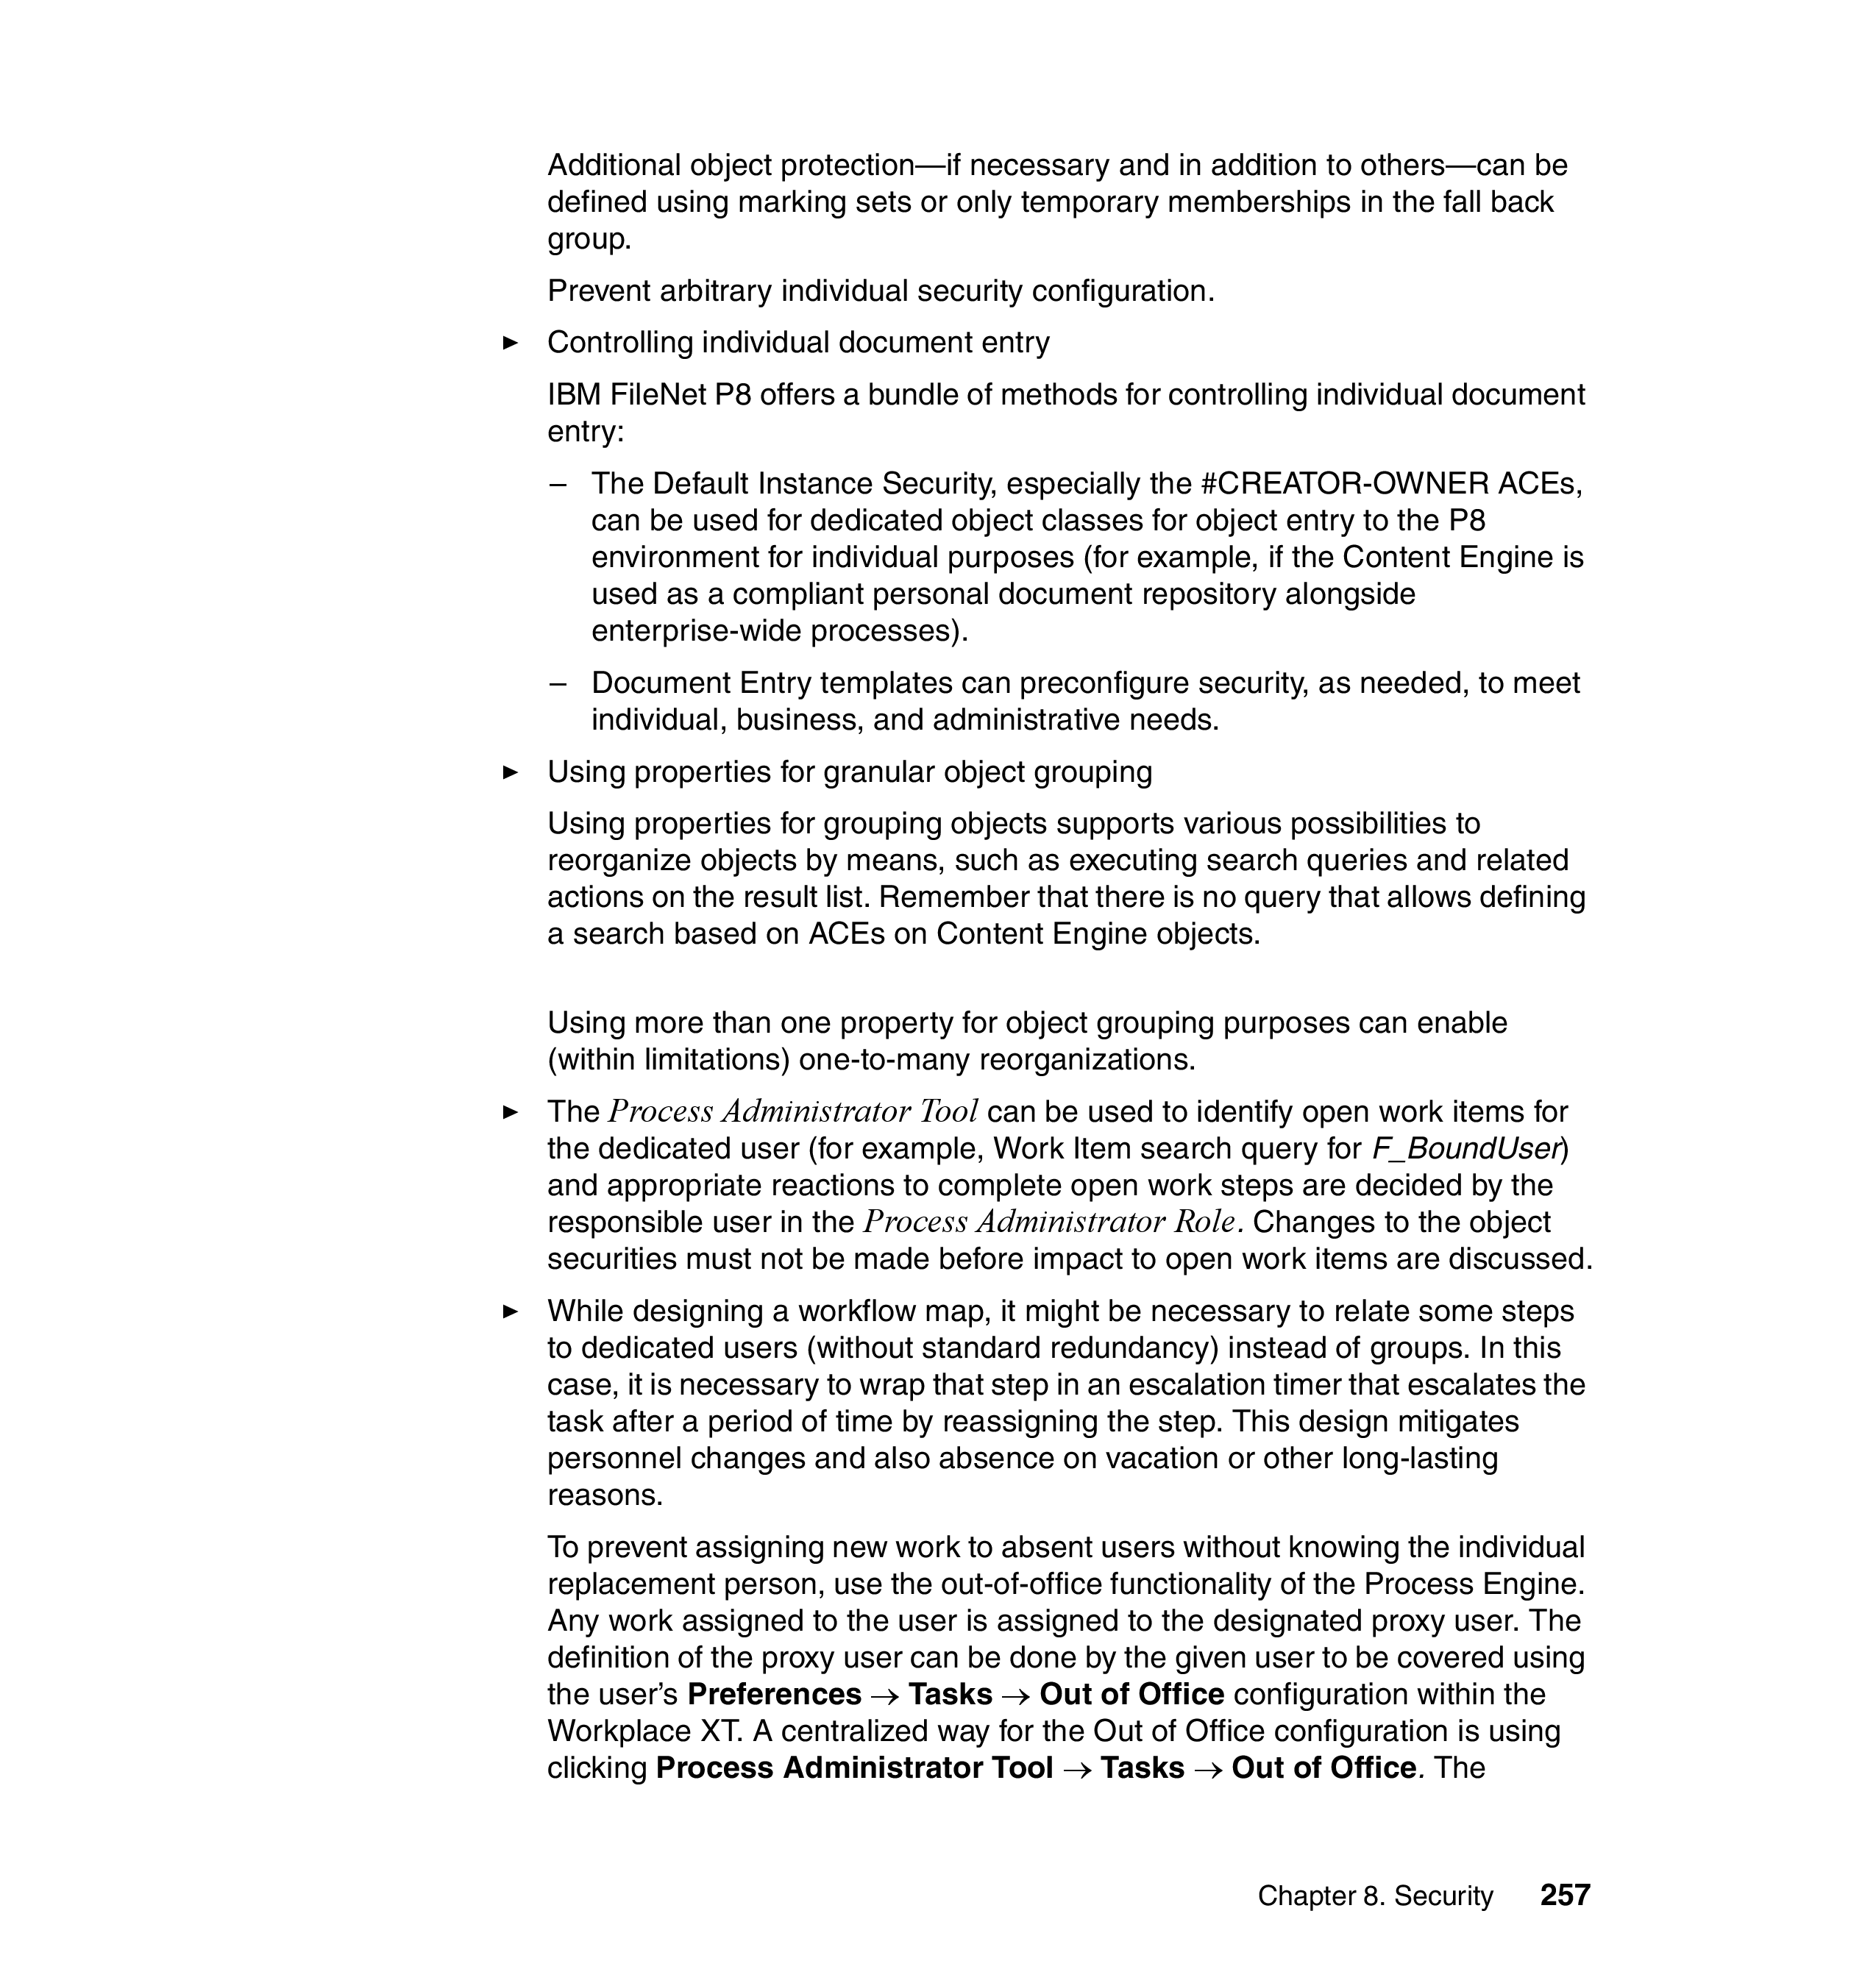 Additional object protection—if necessary and in addition to others—can be
defined using marking sets or only temporary memberships in the fall back
group.
Prevent arbitrary individual security configuration.
► Controlling individual document entry
IBM FileNet P8 offers a bundle of methods for controlling individual document
entry:
– The Default Instance Security, especially the #CREATOR-OWNER ACEs,
can be used for dedicated object classes for object entry to the P8
environment for individual purposes (for example, if the Content Engine is
used as a compliant personal document repository alongside
enterprise-wide processes).
– Document Entry templates can preconfigure security, as needed, to meet
individual, business, and administrative needs.
► Using properties for granular object grouping
Using properties for grouping objects supports various possibilities to
reorganize objects by means, such as executing search queries and related
actions on the result list. Remember that there is no query that allows defining
a search based on ACEs on Content Engine objects.
Using more than one property for object grouping purposes can enable
(within limitations) one-to-many reorganizations.
► The Process Administrator Tool can be used to identify open work items for
the dedicated user (for example, Work Item search query for F_BoundUser)
and appropriate reactions to complete open work steps are decided by the
responsible user in the Process Administrator Role. Changes to the object
securities must not be made before impact to open work items are discussed.
► While designing a workflow map, it might be necessary to relate some steps
to dedicated users (without standard redundancy) instead of groups. In this
case, it is necessary to wrap that step in an escalation timer that escalates the
task after a period of time by reassigning the step. This design mitigates
personnel changes and also absence on vacation or other long-lasting
reasons.
To prevent assigning new work to absent users without knowing the individual
replacement person, use the out-of-office functionality of the Process Engine.
Any work assigned to the user is assigned to the designated proxy user. The
definition of the proxy user can be done by the given user to be covered using
the user’s Preferences → Tasks → Out of Office configuration within the
Workplace XT. A centralized way for the Out of Office configuration is using
clicking Process Administrator Tool → Tasks → Out of Office. The
Chapter 8. Security 257